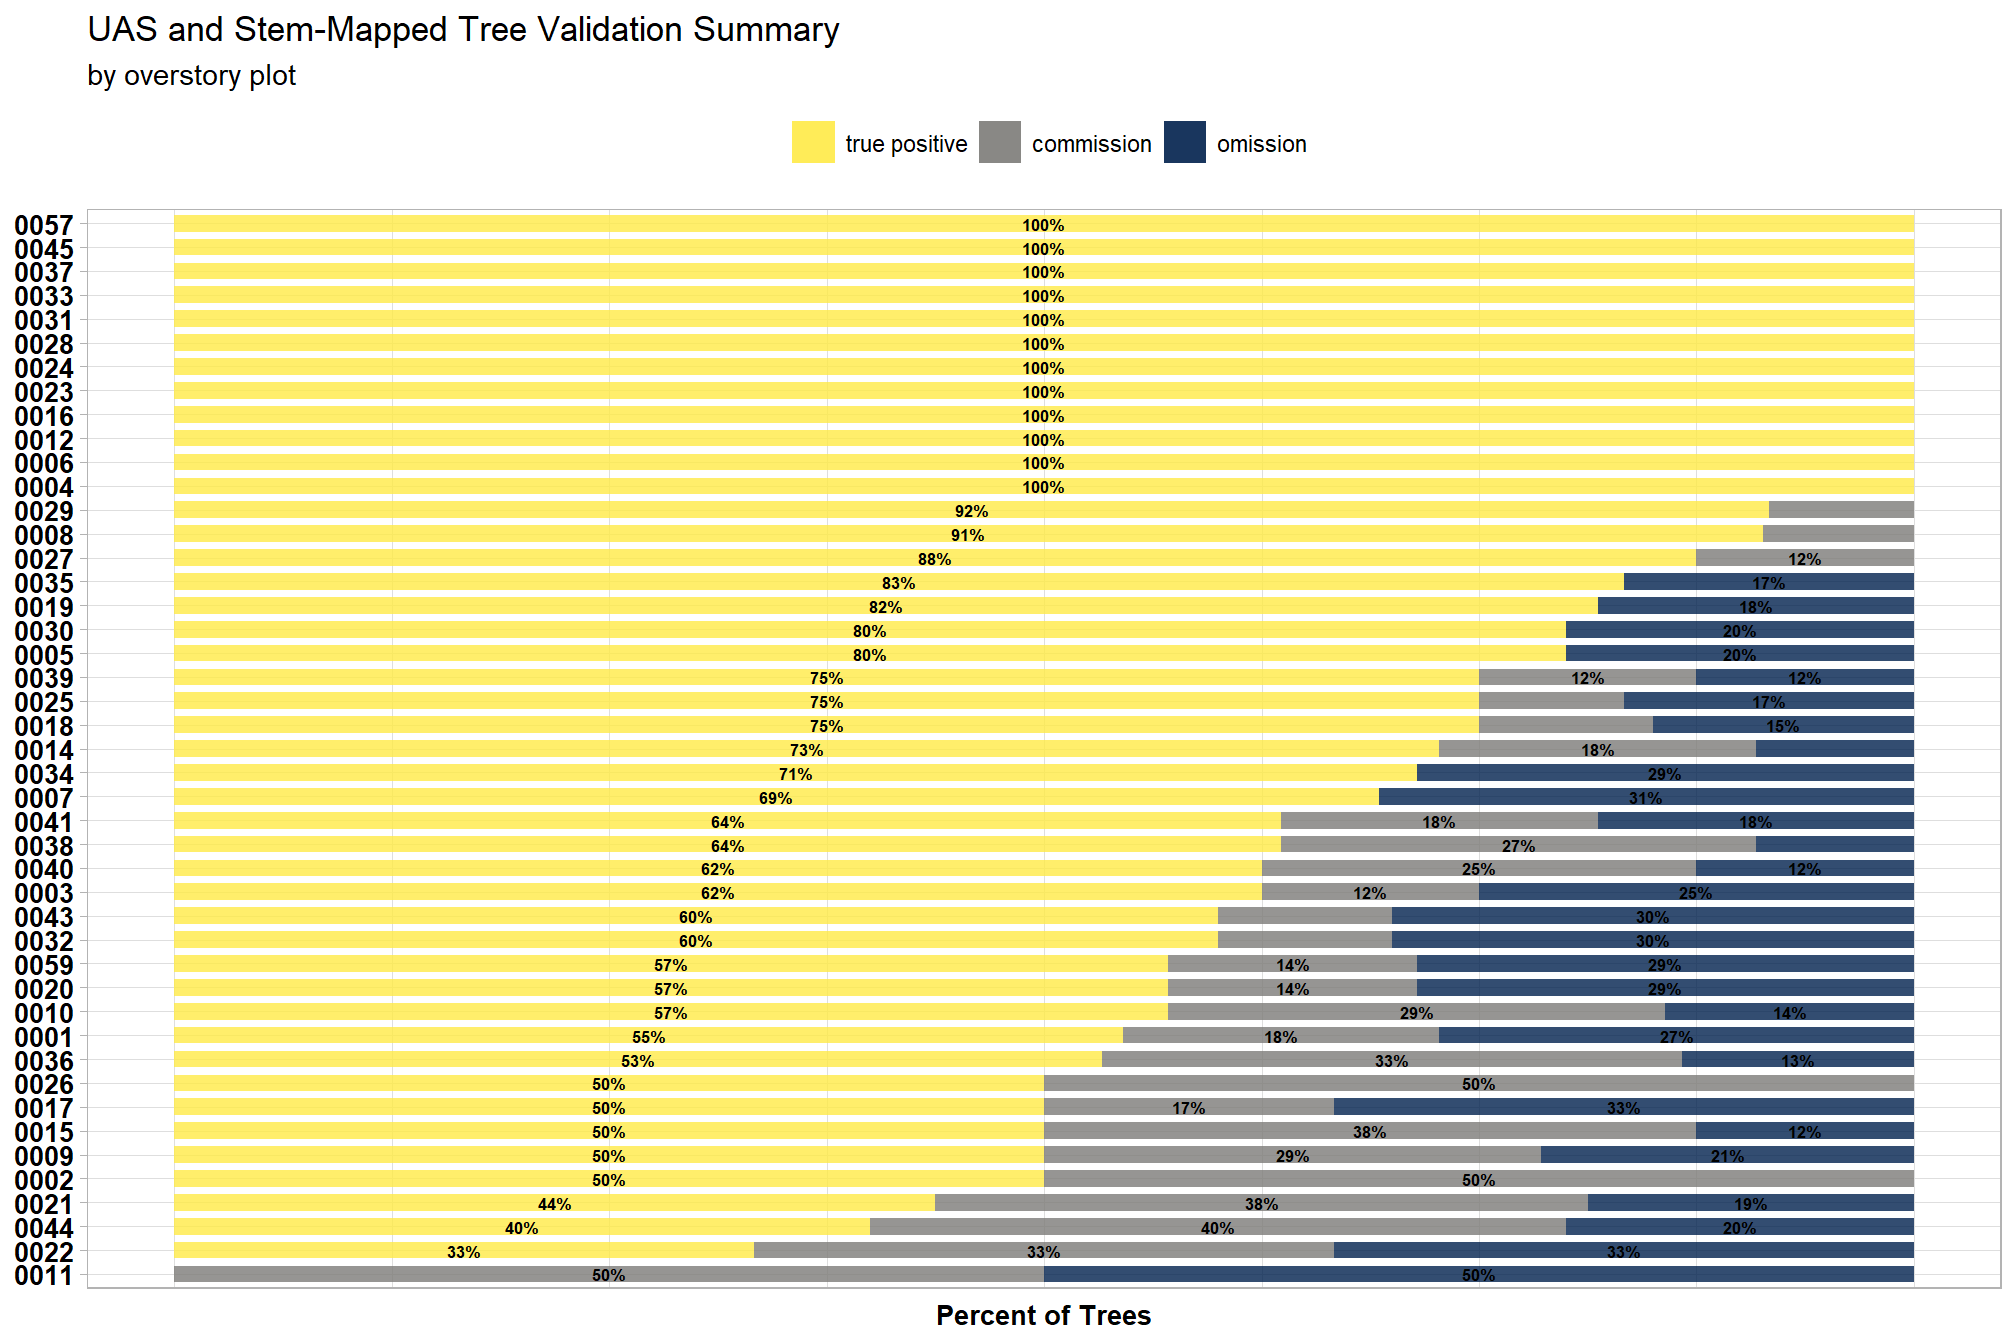 UAS and Stem-Mapped Tree Validation Summary
by overstory plot
true positive commission omission
0057 100%
0045 100%
0037 100%
0033 100%
0031 100%
0028 100%
0024 100%
0023 100%
0016 100%
0012 100%
0006 100%
0004 100%
0029 92%
0008 91%
0027 88% 12%
0035 83% 17%
0019 82% 18%
0030 80% 20%
0005 80% 20%
0039 75% 12% 12%
0025 75% 17%
0018 75% 15%
0014 73% 18%
0034 71% 29%
0007 69% 31%
0041 64% 18% 18%
0038 64% 27%
0040 62% 25% 12%
0003 62% 12% 25%
0043 60% 30%
0032 60% 30%
0059 57% 14% 29%
0020 57% 14% 29%
0010 57% 29% 14%
0001 55% 18% 27%
0036 53% 33% 13%
0026 50% 50%
0017 50% 17% 33%
0015 50% 38% 12%
0009 50% 29% 21%
0002 50% 50%
0021 44% 38% 19%
0044 40% 40% 20%
0022 33% 33% 33%
0011 50% 50%
Percent of Trees